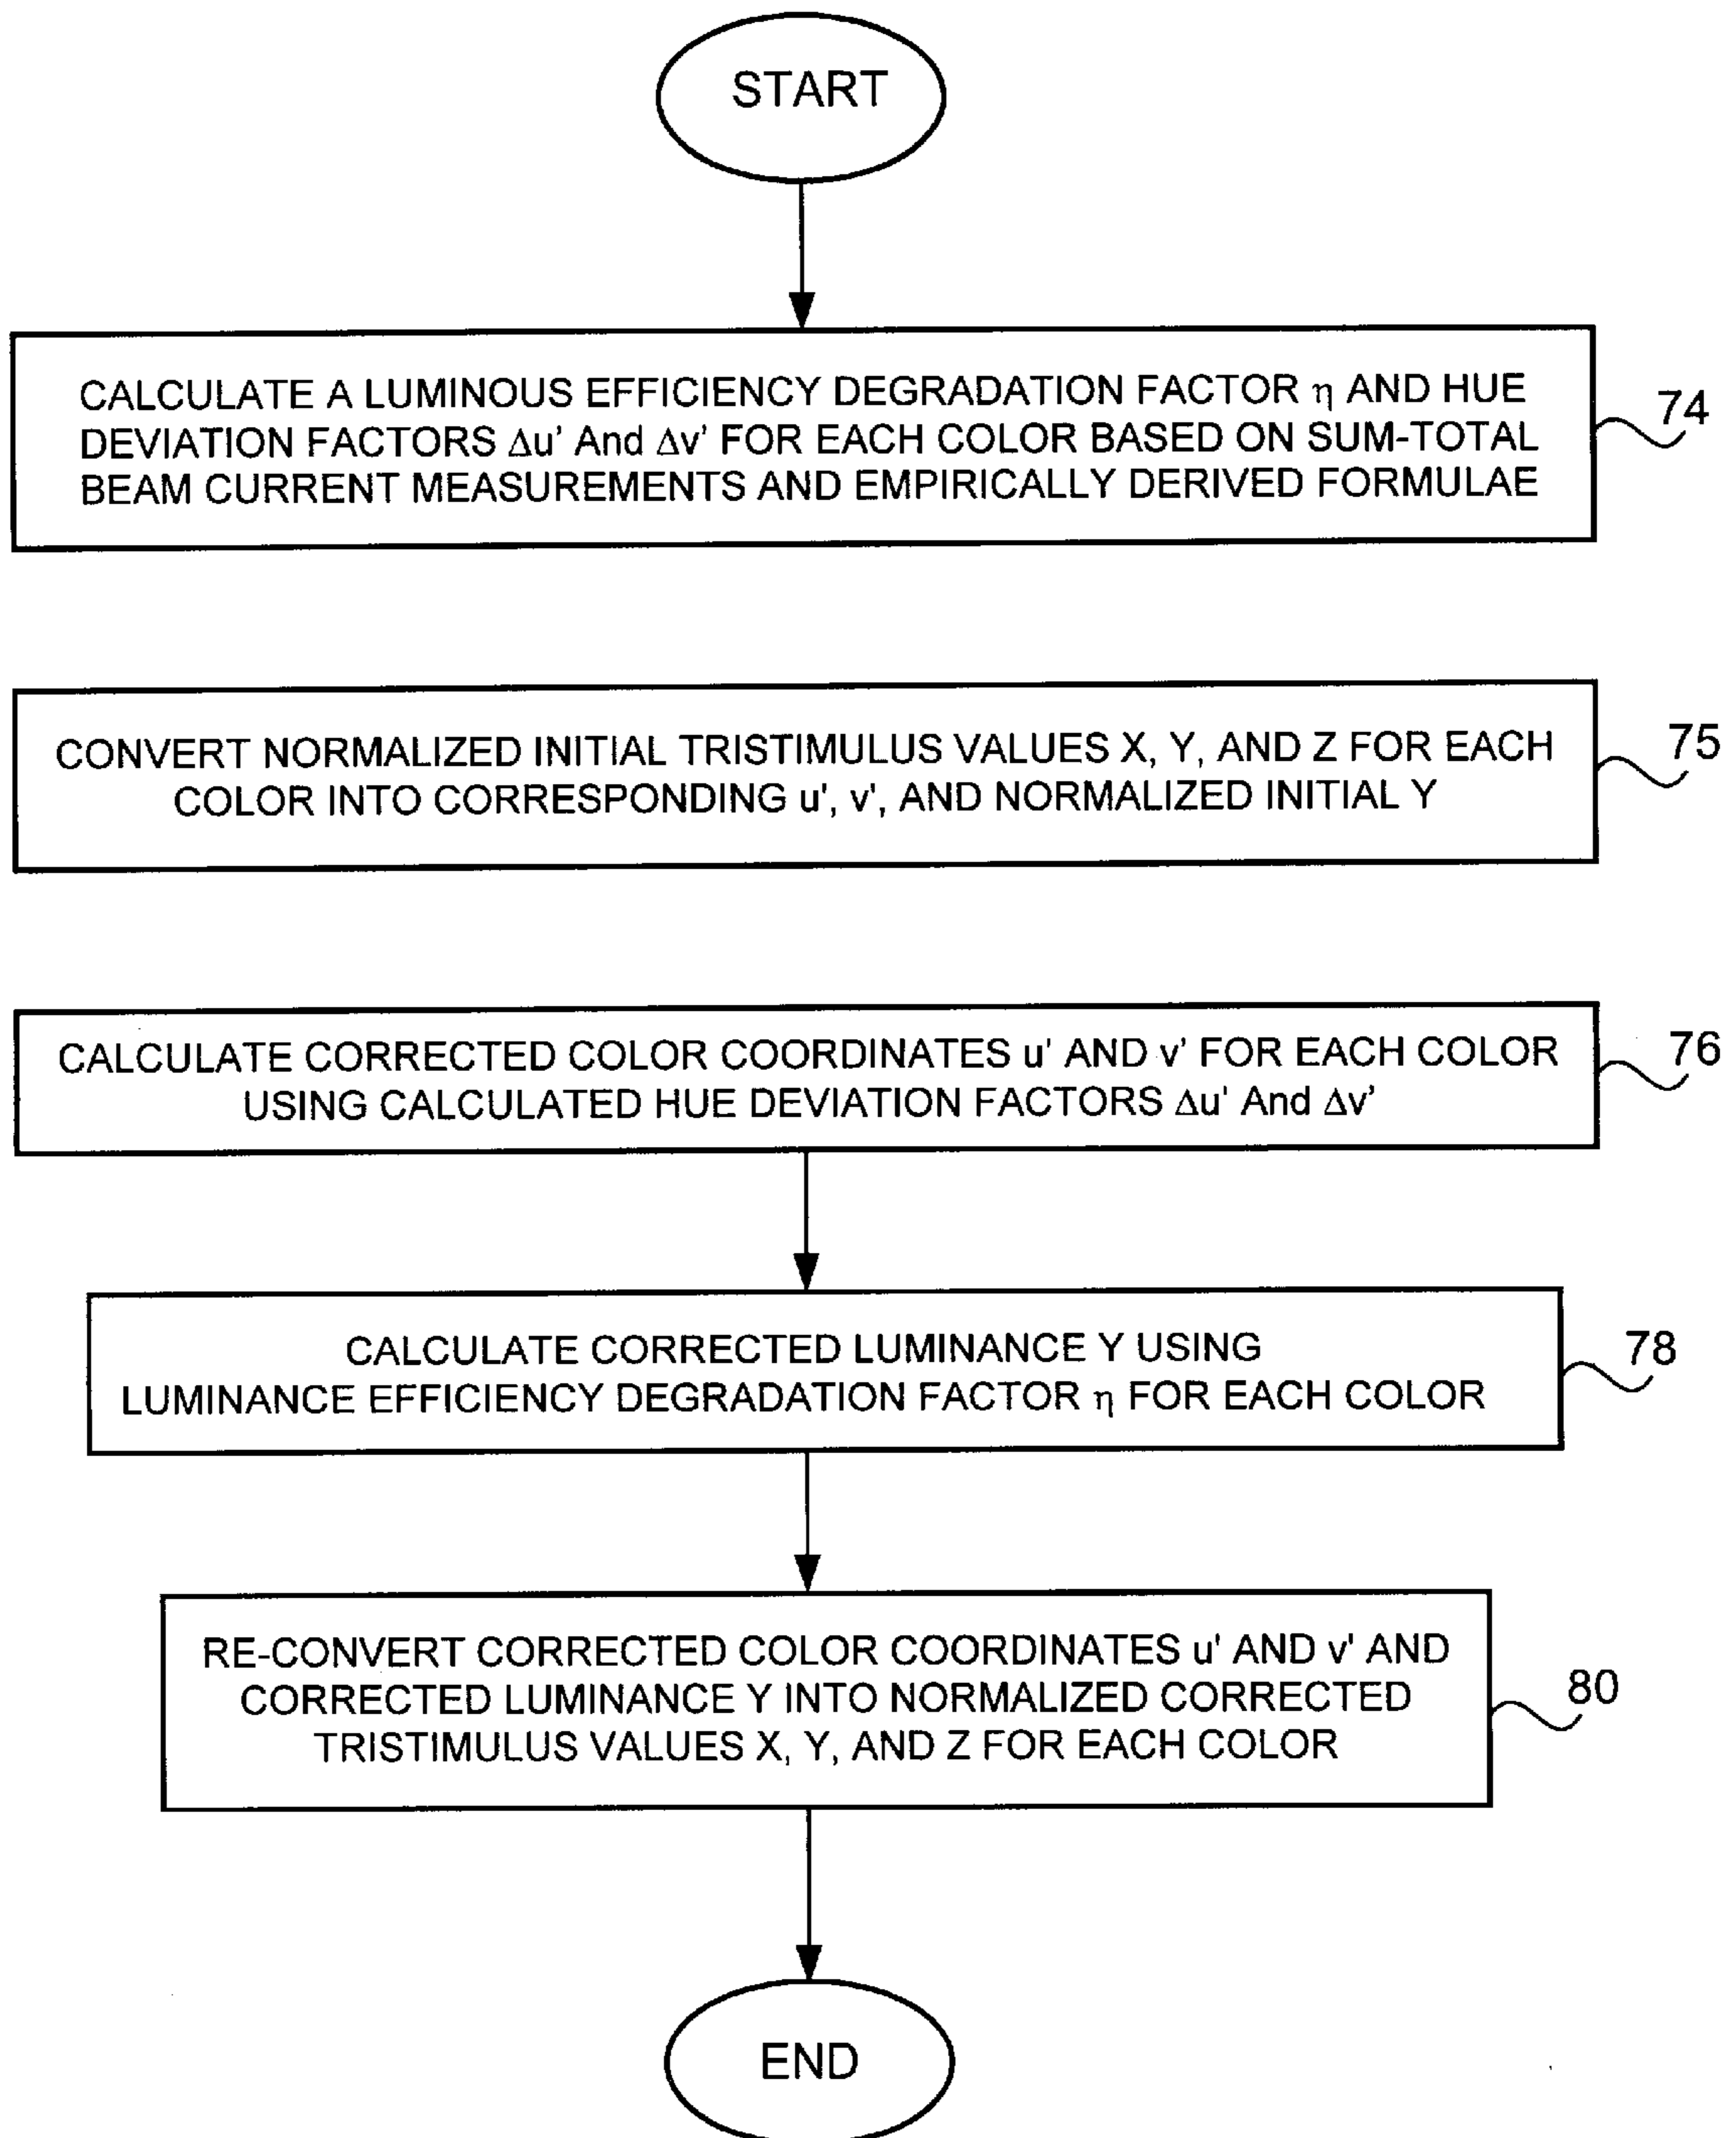 START
CALCULATE A LUMINOUS EFFICIENCY DEGRADATION FACTOR η AND HUE
DEVIATION FACTORS Δu' And Δv' FOR EACH COLOR BASED ON SUM-TOTAL
BEAM CURRENT MEASUREMENTS AND EMPIRICALLY DERIVED FORMULAE
74
CONVERT NORMALIZED INITIAL TRISTIMULUS VALUES X, Y, AND Z FOR EACH
COLOR INTO CORRESPONDING u', v', AND NORMALIZED INITIAL Y
75
CALCULATE CORRECTED COLOR COORDINATES u' AND v' FOR EACH COLOR
USING CALCULATED HUE DEVIATION FACTORS Δu' And Δv'
76
CALCULATE CORRECTED LUMINANCE Y USING
LUMINANCE EFFICIENCY DEGRADATION FACTOR η FOR EACH COLOR
78
RE-CONVERT CORRECTED COLOR COORDINATES u' AND v' AND
CORRECTED LUMINANCE Y INTO NORMALIZED CORRECTED
TRISTIMULUS VALUES X, Y, AND Z FOR EACH COLOR
80
END